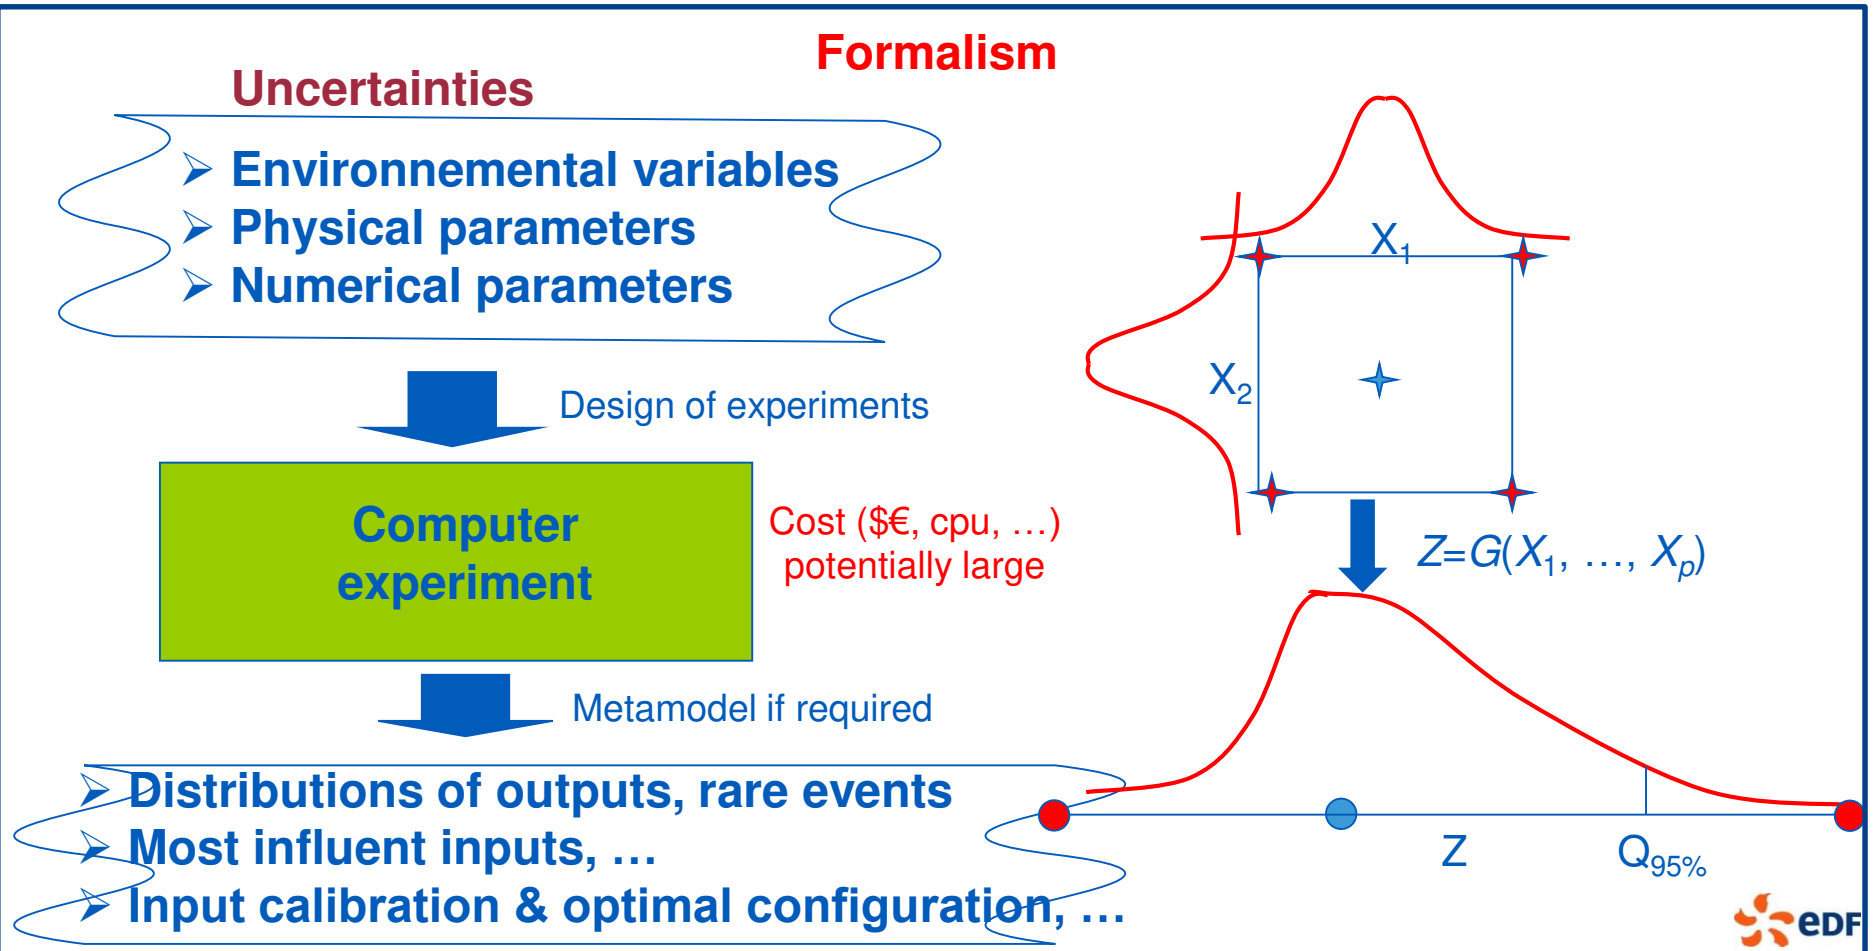 Formalism
Uncertainties
➢ Environnemental variables
➢ Physical parameters
➢ Numerical parameters
Design of experiments
Computer
experiment
Cost ($€, cpu, …)
potentially large
Metamodel if required
➢ Distributions of outputs, rare events
➢ Most influent inputs, …
➢ Input calibration & optimal configuration, …
X₁
X₂
Z=G(X₁, …, Xₚ)
Z
Q₉₅%
edf